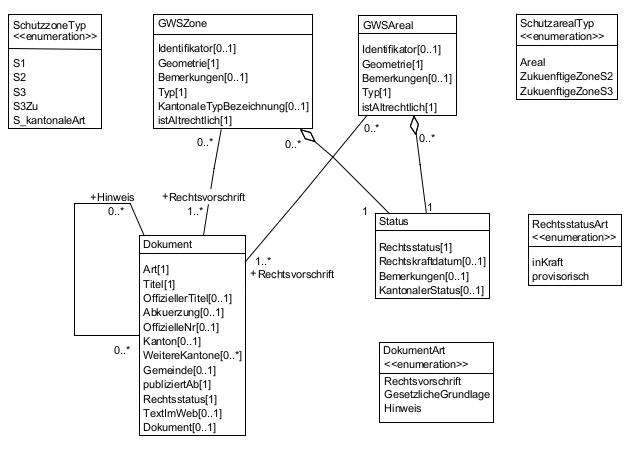 SchutzzoneTyp
<<enumeration>>
S1
S2
S3
S3Zu
S_kantonaleArt
GWSZone
Identifikator[0..1]
Geometrie[1]
Bemerkungen[0..1]
Typ[1]
KantonaleTypBezeichnung[0..1]
istAltrechtlich[1]
GWSAreal
Identifikator[0..1]
Geometrie[1]
Bemerkungen[0..1]
Typ[1]
istAltrechtlich[1]
SchutzarealTyp
<<enumeration>>
Areal
ZukuenftigeZoneS2
ZukuenftigeZoneS3
0..*
0..*
0..*
0..*
+Hinweis
0..*
+Rechtsvorschrift
1..*
1
1
Status
Rechtsstatus[1]
Rechtskraftdatum[0..1]
Bemerkungen[0..1]
KantonalerStatus[0..1]
RechtsstatusArt
<<enumeration>>
inKraft
provisorisch
1..*
+Rechtsvorschrift
Dokument
Art[1]
Titel[1]
OffiziellerTitel[0..1]
Abkuerzung[0..1]
OffizielleNr[0..1]
Kanton[0..1]
WeitereKantone[0..*]
Gemeinde[0..1]
publiziertAb[1]
Rechtsstatus[1]
TextImWeb[0..1]
Dokument[0..1]
0..*
DokumentArt
<<enumeration>>
Rechtsvorschrift
GesetzlicheGrundlage
Hinweis